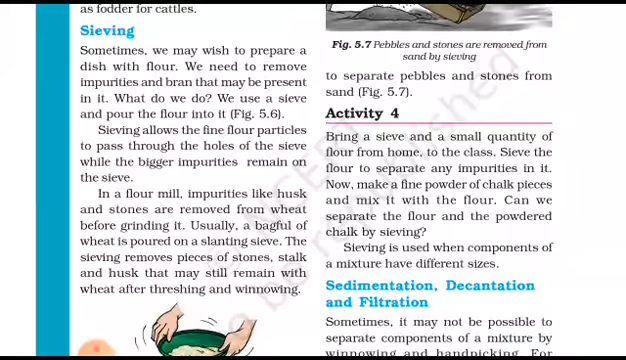 as fodder for cattles.
Sieving
Sometimes, we may wish to prepare a
dish with flour. We need to remove
impurities and bran that may be present
in it. What do we do? We use a sieve
and pour the flour into it (Fig. 5.6).
Sieving allows the fine flour particles
to pass through the holes of the sieve
while the bigger impurities remain on
the sieve.
In a flour mill, impurities like husk
and stones are removed from wheat
before grinding it. Usually, a bagful of
wheat is poured on a slanting sieve. The
sieving removes pieces of stones, stalk
and husk that may still remain with
wheat after threshing and winnowing.
Fig. 5.7 Pebbles and stones are removed from
sand by sieving
to separate pebbles and stones from
sand (Fig. 5.7).
Activity 4
Bring a sieve and a small quantity of
flour from home, to the class. Sieve the
flour to separate any impurities in it.
Now, make a fine powder of chalk pieces
and mix it with the flour. Can we
separate the flour and the powdered
chalk by sieving?
Sieving is used when components of
a mixture have different sizes.
Sedimentation, Decantation
and Filtration
Sometimes, it may not be possible to
separate components of a mixture by
winnowing and handpicking. For